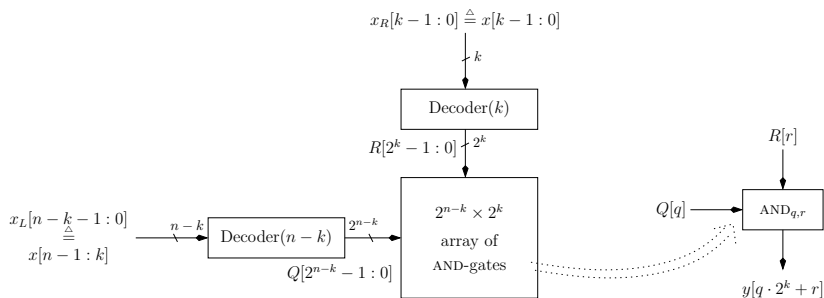 x_R[k − 1 : 0] ≜ x[k − 1 : 0]
k
Decoder(k)
R[2^k − 1 : 0]
2^k
R[r]
x_L[n − k − 1 : 0]
≜
x[n − 1 : k]
n − k
Decoder(n − k)
2^{n−k}
Q[2^{n−k} − 1 : 0]
2^{n−k} × 2^k
array of
AND-gates
Q[q]
AND_{q,r}
y[q · 2^k + r]